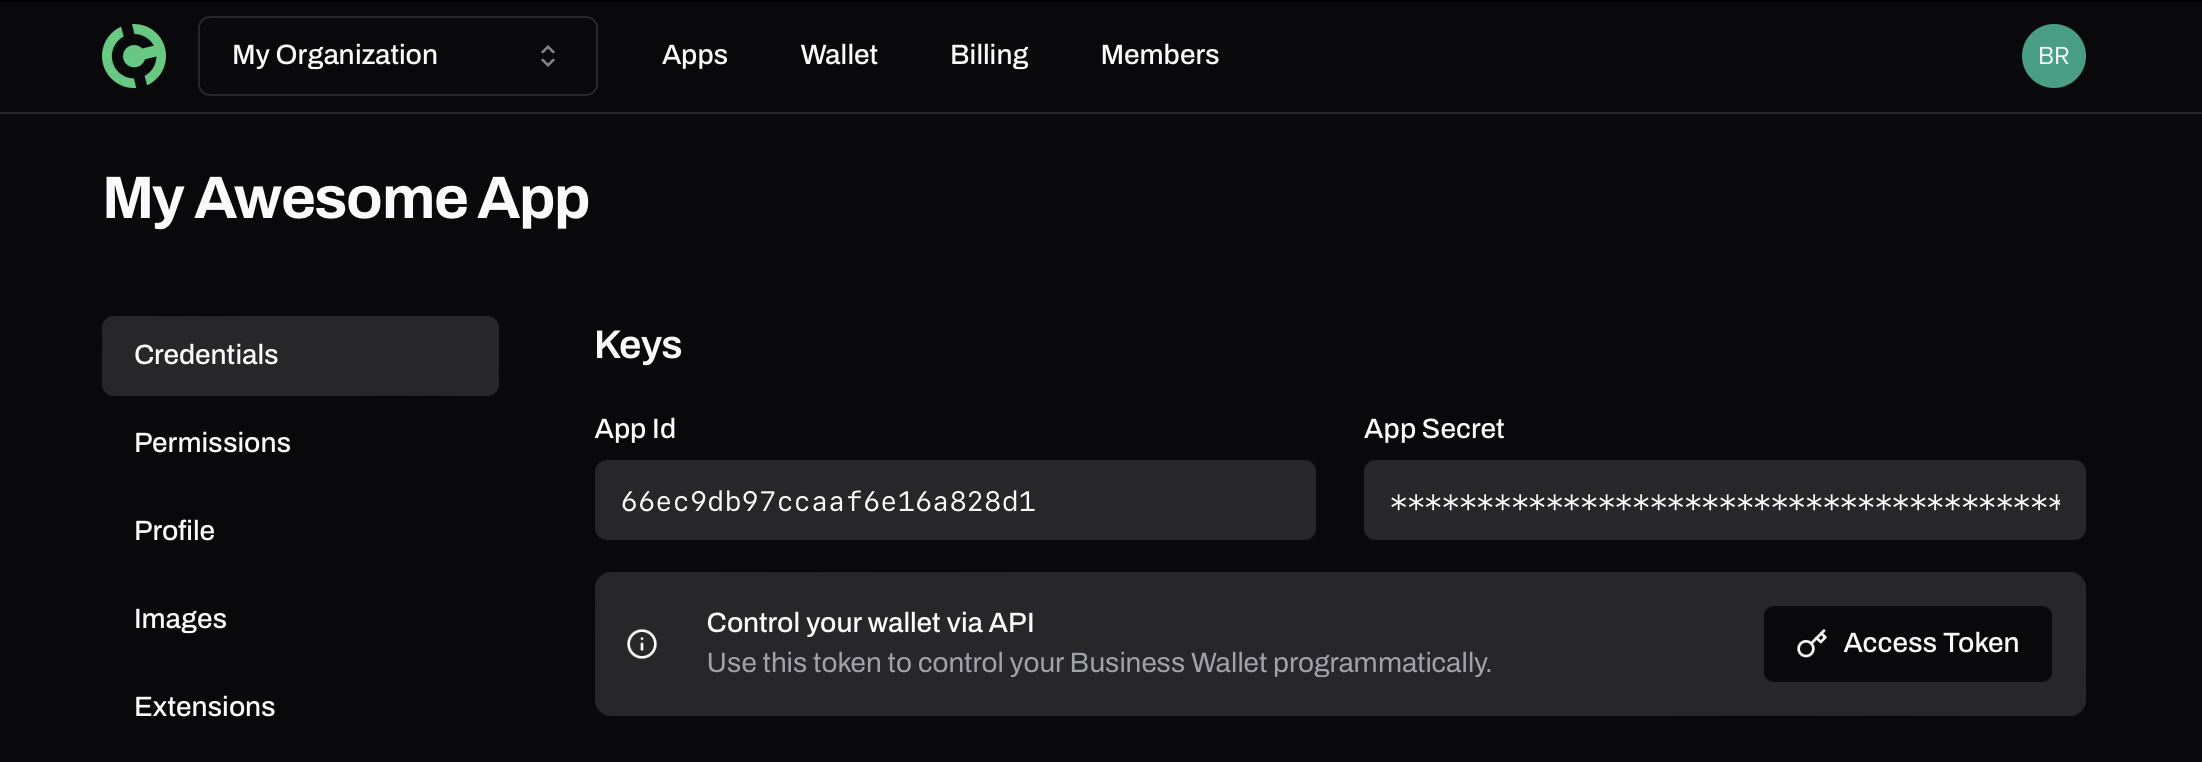 My Organization
Apps
Wallet
Billing
Members
BR
My Awesome App
Credentials
Permissions
Profile
Images
Extensions
Keys
App Id
66ec9db97ccaaf6e16a828d1
App Secret
***************************************
Control your wallet via API
Use this token to control your Business Wallet programmatically.
Access Token